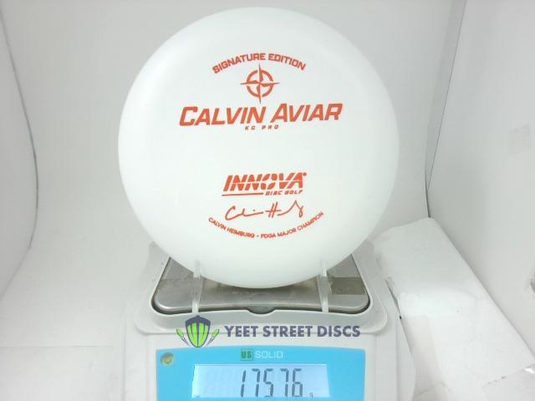 SIGNATURE EDITION
CALVIN AVIAR
KC PRO
INNOVA
DISC GOLF
CALVIN HEIMBURG - PDGA MAJOR CHAMPION
YEET STREET DISCS
US SOLID
175.76